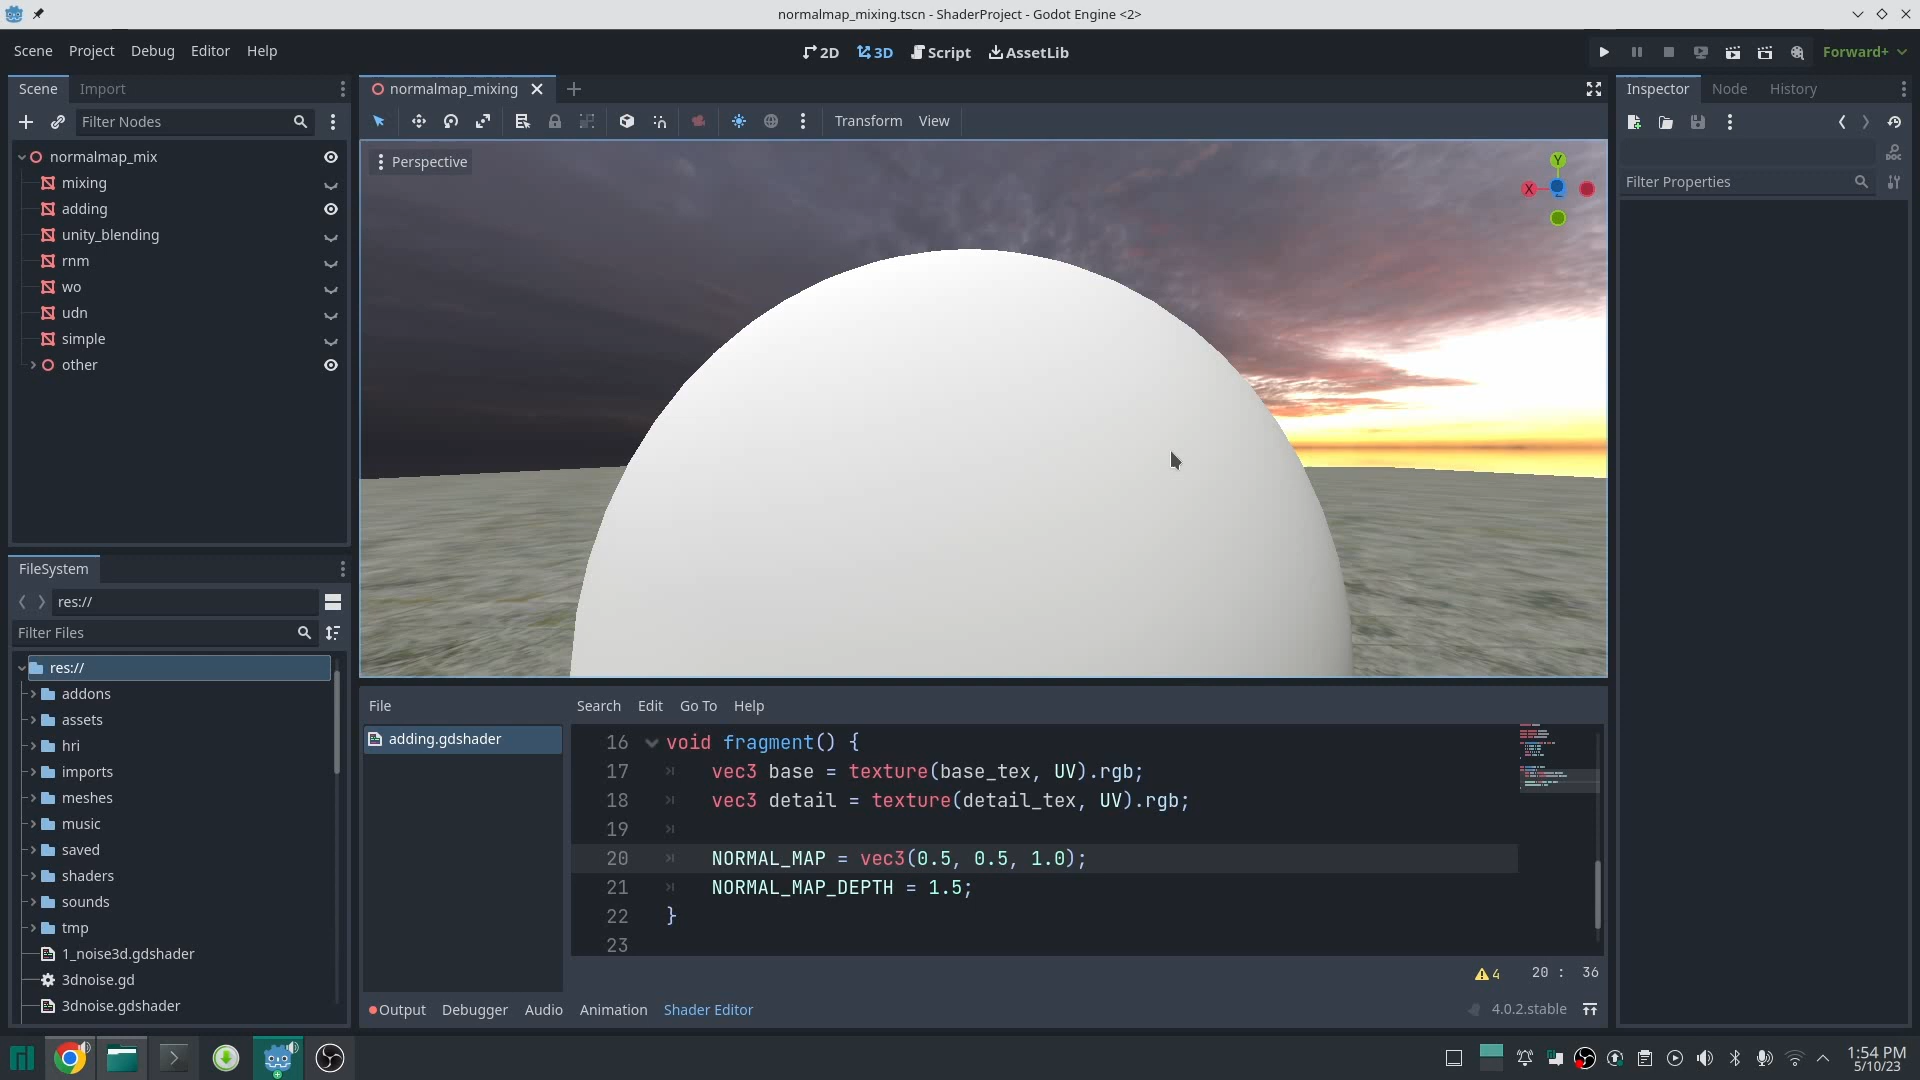 normalmap_mixing.tscn - ShaderProject - Godot Engine <2>
Scene Project Debug Editor Help
2D 3D Script AssetLib
Forward+
Scene Import
Filter Nodes
normalmap_mix
mixing
adding
unity_blending
rnm
wo
udn
simple
other
FileSystem
res://
Filter Files
res://
addons
assets
hri
imports
meshes
music
saved
shaders
sounds
tmp
1_noise3d.gdshader
3dnoise.gd
3dnoise.gdshader
normalmap_mixing
Transform View
Perspective
Y
X
File
adding.gdshader
Search Edit Go To Help
16 void fragment() {
17 vec3 base = texture(base_tex, UV).rgb;
18 vec3 detail = texture(detail_tex, UV).rgb;
19
20 NORMAL_MAP = vec3(0.5, 0.5, 1.0);
21 NORMAL_MAP_DEPTH = 1.5;
22 }
23
4 20 : 36
Output Debugger Audio Animation Shader Editor
4.0.2.stable
Inspector Node History
DOC
Filter Properties
1:54 PM
5/10/23